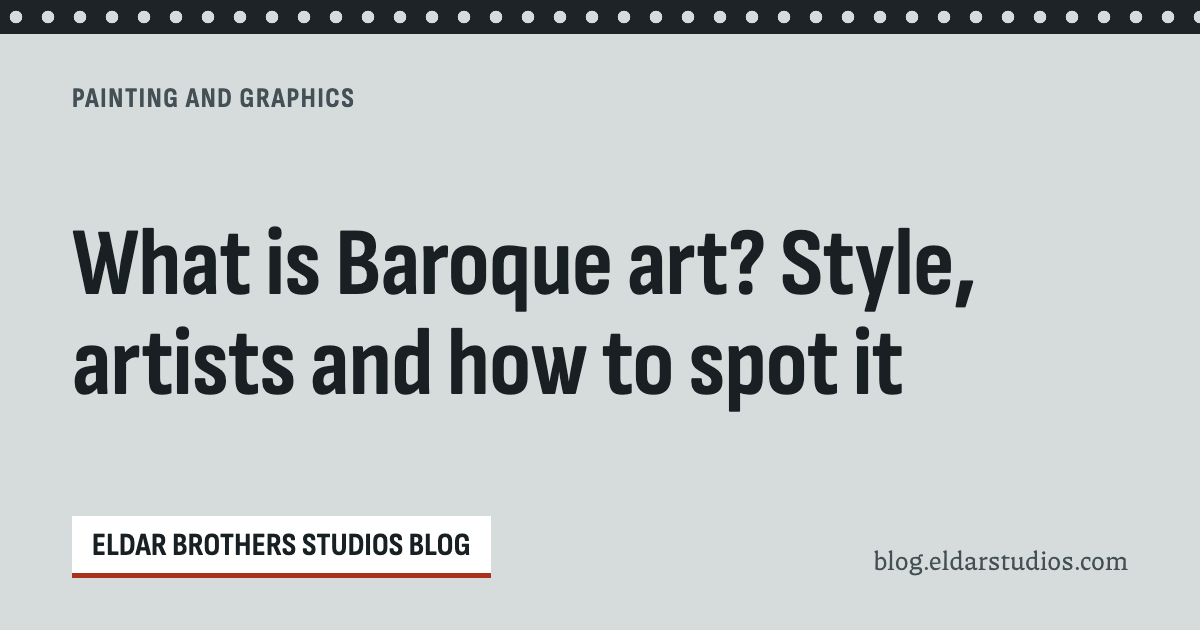 PAINTING AND GRAPHICS
What is Baroque art? Style,
artists and how to spot it
ELDAR BROTHERS STUDIOS BLOG
blog.eldarstudios.com